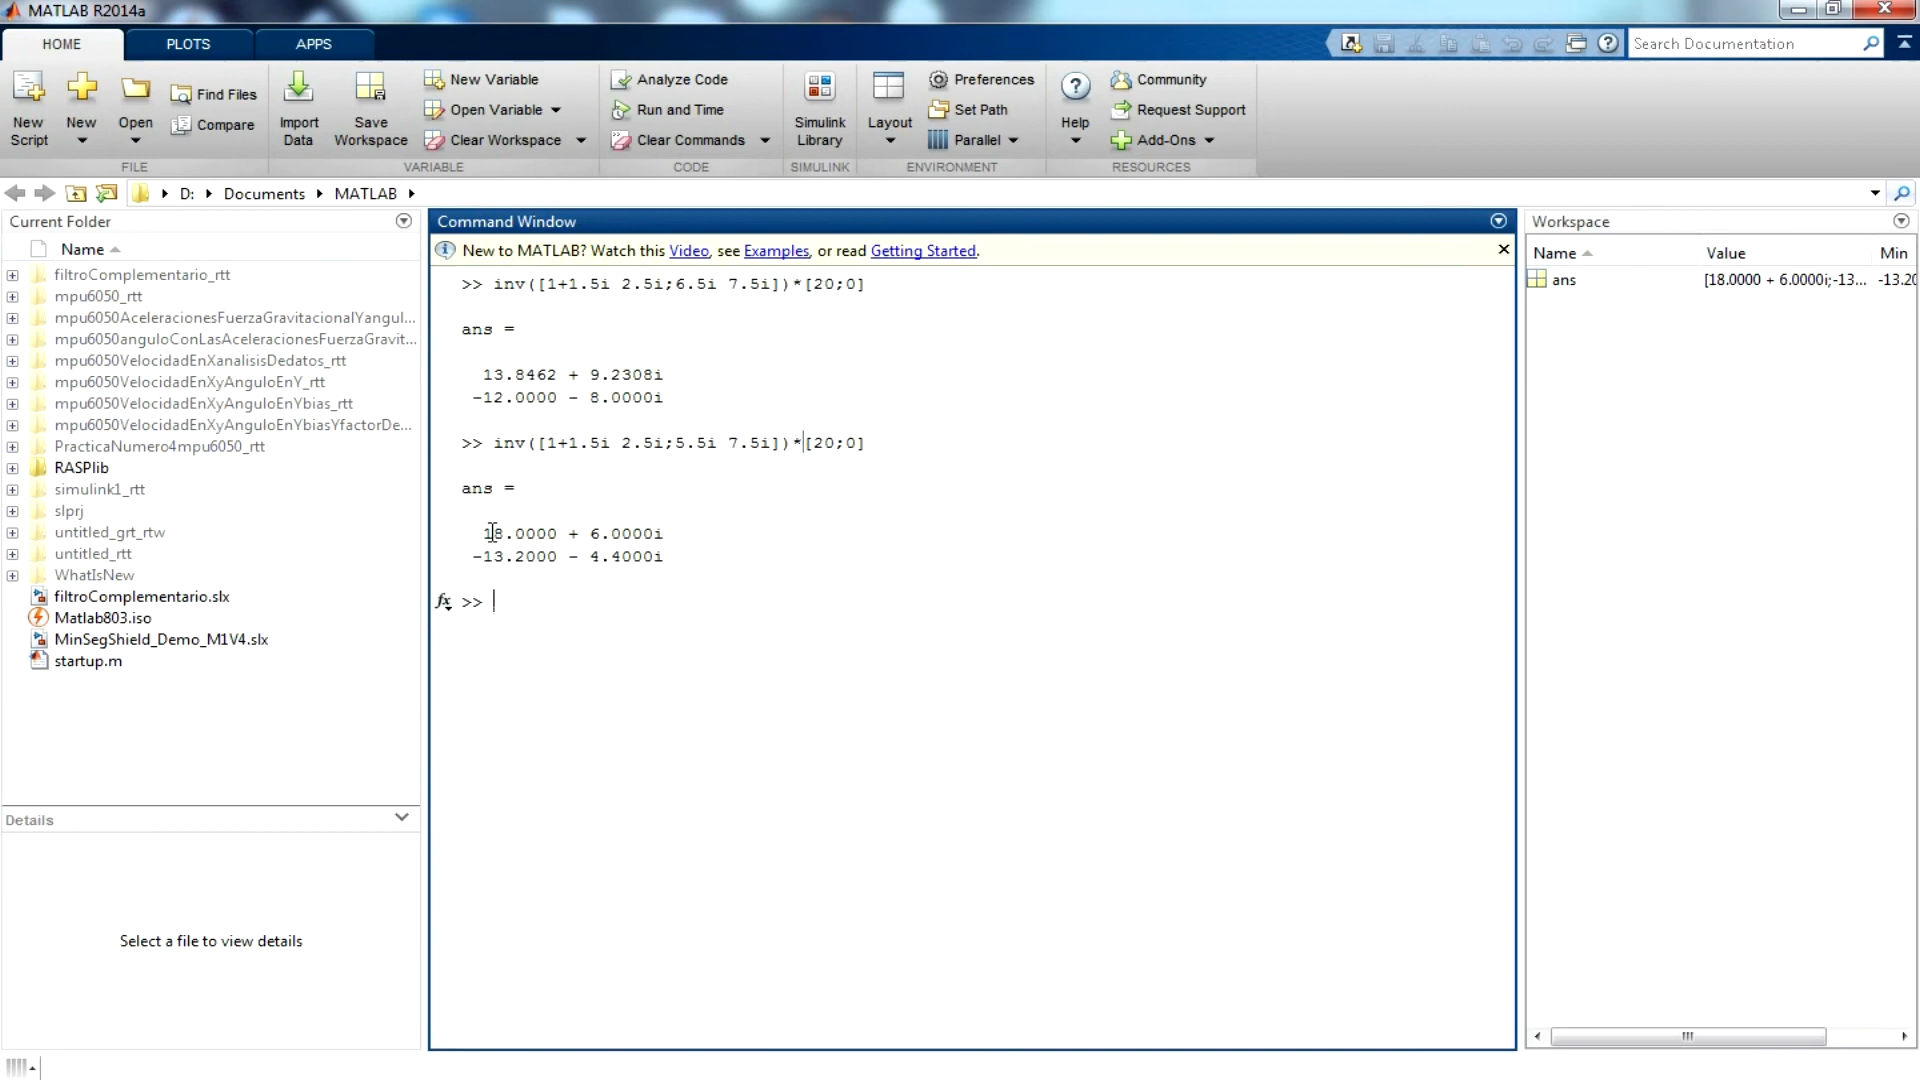 MATLAB R2014a
HOME PLOTS APPS
Search Documentation
New Script
New
Open
Find Files
Compare
FILE
Import Data
Save Workspace
New Variable
Open Variable
Clear Workspace
VARIABLE
Analyze Code
Run and Time
Clear Commands
CODE
Simulink Library
SIMULINK
Layout
Preferences
Set Path
Parallel
ENVIRONMENT
Help
Community
Request Support
Add-Ons
RESOURCES
D: Documents MATLAB
Current Folder
Name
filtroComplementario_rtt
mpu6050_rtt
mpu6050AceleracionesFuerzaGravitacionalYangul...
mpu6050anguloConLasAceleracionesFuerzaGravit...
mpu6050VelocidadEnXanalisisDedatos_rtt
mpu6050VelocidadEnXyAnguloEnY_rtt
mpu6050VelocidadEnXyAnguloEnYbias_rtt
mpu6050VelocidadEnXyAnguloEnYbiasYfactorDe...
PracticaNumero4mpu6050_rtt
RASPlib
simulink1_rtt
slprj
untitled_grt_rtw
untitled_rtt
WhatIsNew
filtroComplementario.slx
Matlab803.iso
MinSegShield_Demo_M1V4.slx
startup.m
Details
Select a file to view details
Command Window
New to MATLAB? Watch this Video, see Examples, or read Getting Started.
>> inv([1+1.5i 2.5i;6.5i 7.5i])*[20;0]
ans =
13.8462 + 9.2308i
-12.0000 - 8.0000i
>> inv([1+1.5i 2.5i;5.5i 7.5i])*[20;0]
ans =
18.0000 + 6.0000i
-13.2000 - 4.4000i
fx >>
Workspace
Name Value Min
ans [18.0000 + 6.0000i;-13... -13.20